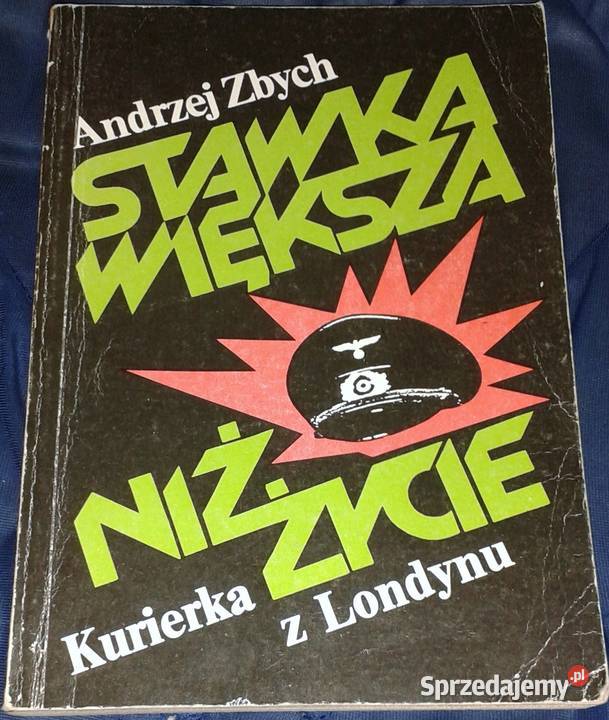 Andrzej Zbych
STAWKA
WIĘKSZA
NIŻ
ŻYCIE
Kurierka
z Londynu
Sprzedajemy.pl